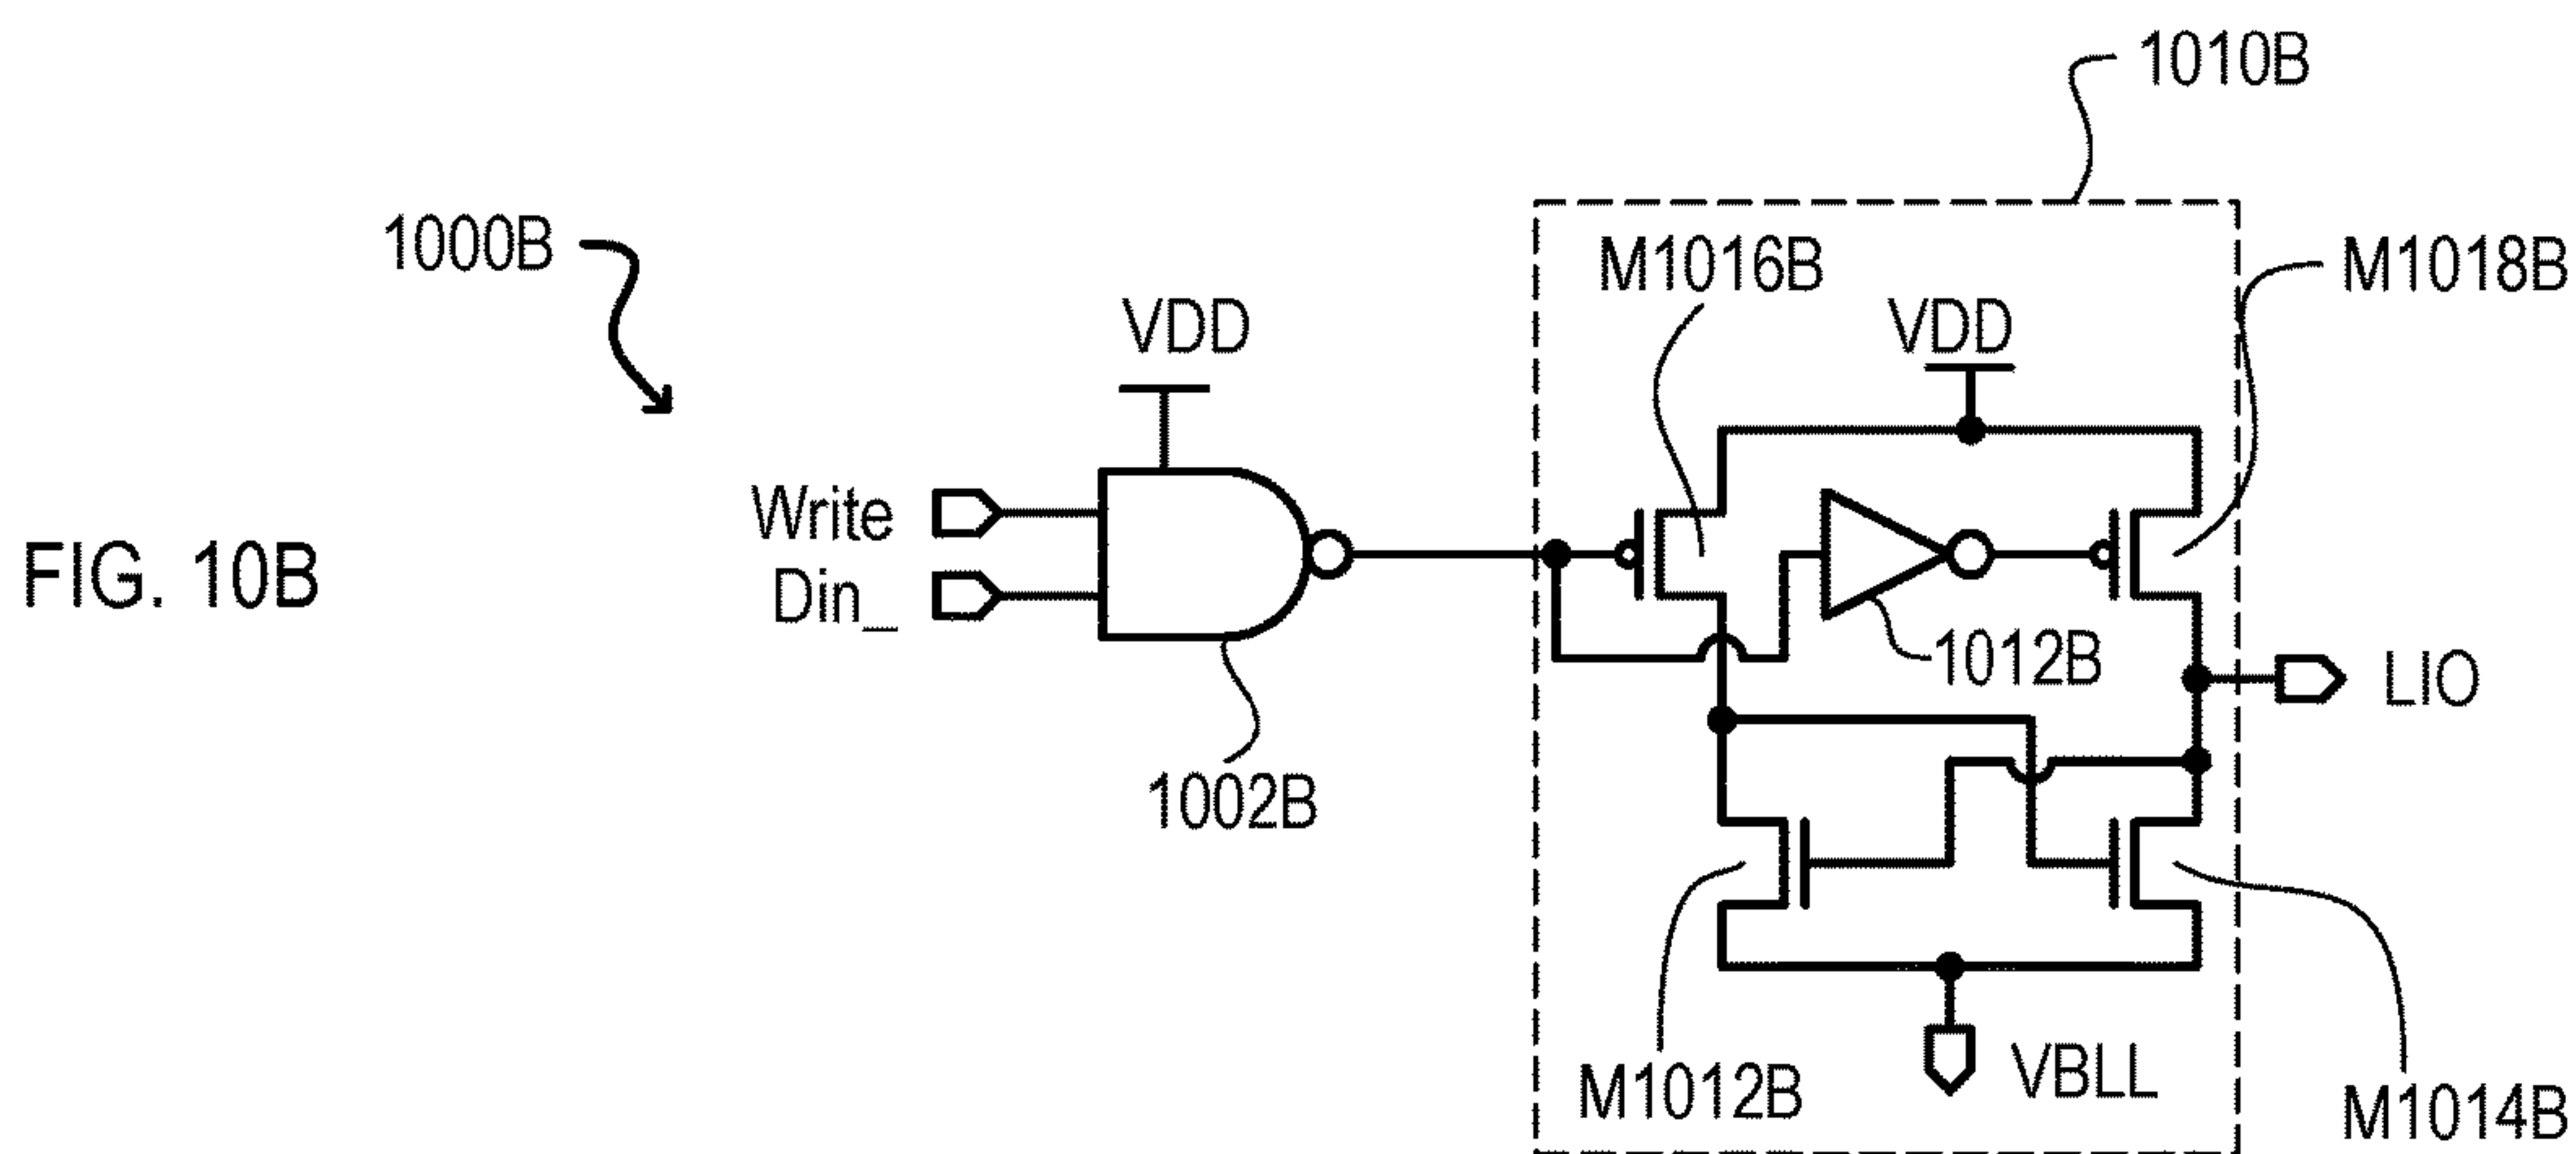 1010B
1000B
M1016B
M1018B
VDD
VDD
Write
Din_
FIG. 10B
1012B
LIO
1002B
VBLL
M1012B
M1014B